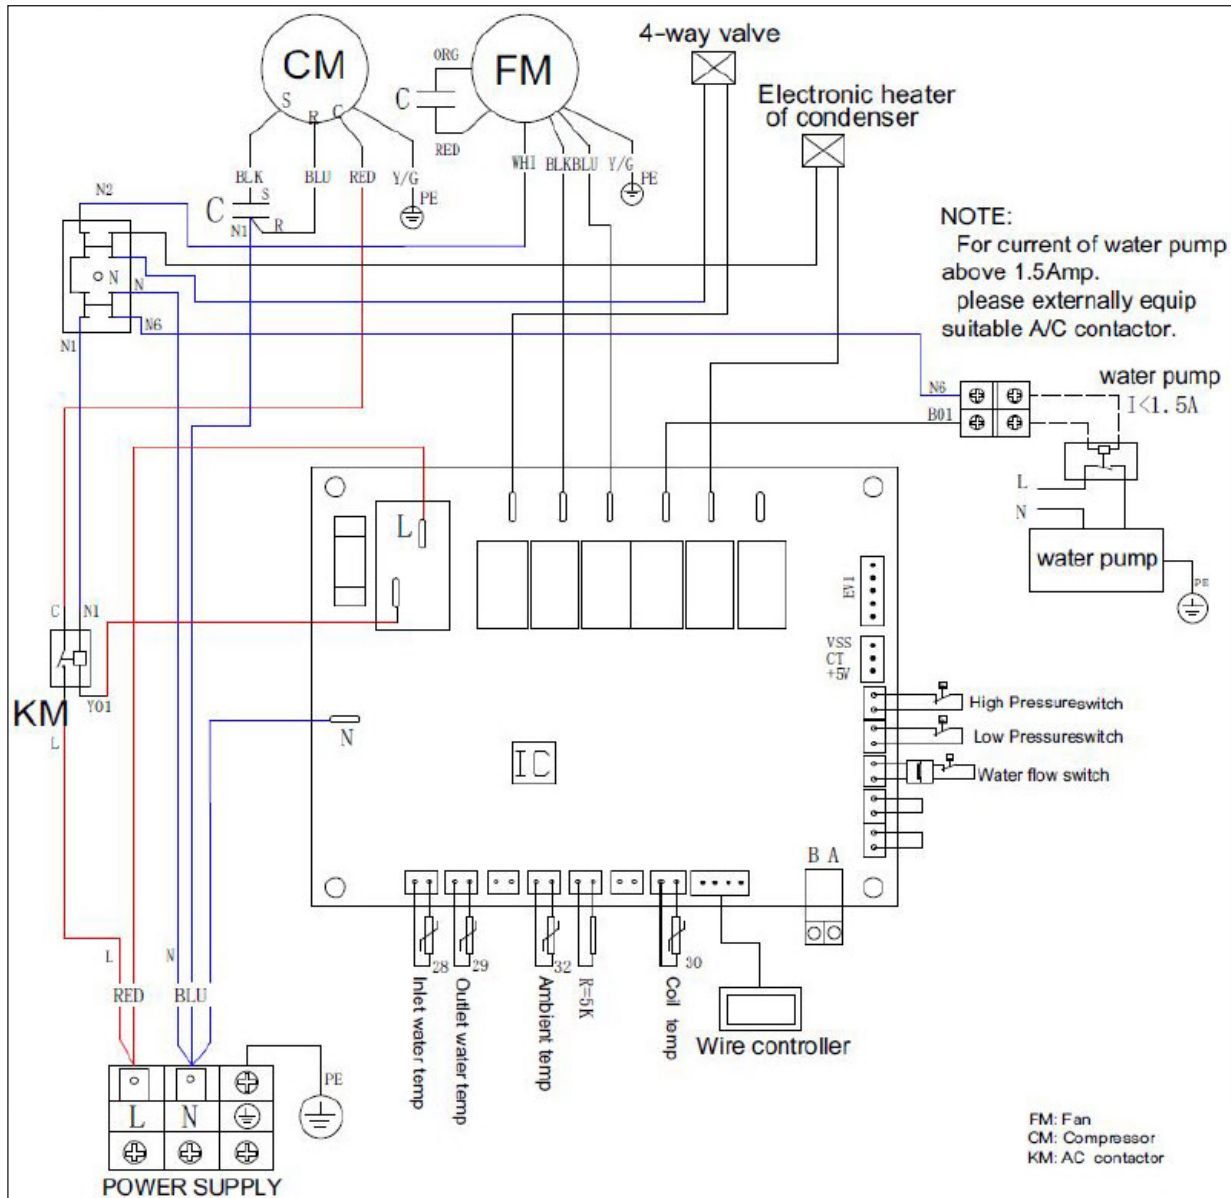 4-way valve
CM
FM
ORG
C
Electronic heater
of condenser
S
R
C
RED
WHI
BLK
BLU
Y/G
PE
BLK
BLU
RED
Y/G
PE
N2
C
S
N1
R
NOTE:
For current of water pump
above 1.5Amp.
please externally equip
suitable A/C contactor.
N
N
N6
N1
water pump
I<1.5A
N6
B01
L
N
water pump
PE
L
EVI
VSS
CT
+5V
C
N1
KM
Y01
L
High Pressureswitch
Low Pressureswitch
Water flow switch
N
IC
B A
28
29
32
30
Inlet water temp
Outlet water temp
Ambient temp
R=5K
Coil temp
Wire controller
L
N
RED
BLU
PE
L
N
POWER SUPPLY
FM: Fan
CM: Compressor
KM: AC contactor